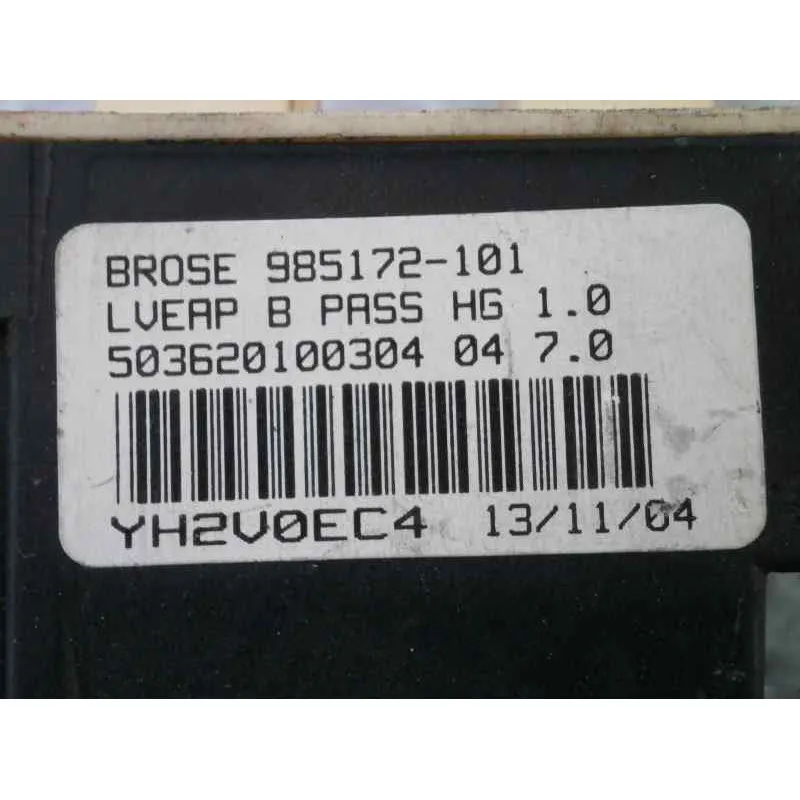 BROSE 985172-101
LVEAP B PASS HG 1.0
503620100304 04 7.0
YH2V0EC4 13/11/04